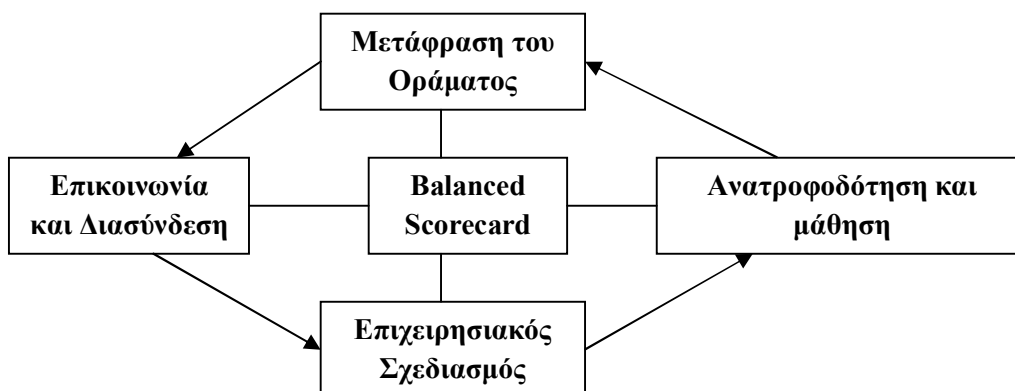 Μετάφραση του
Οράματος
Επικοινωνία
και Διασύνδεση
Balanced
Scorecard
Ανατροφοδότηση και
μάθηση
Επιχειρησιακός
Σχεδιασμός